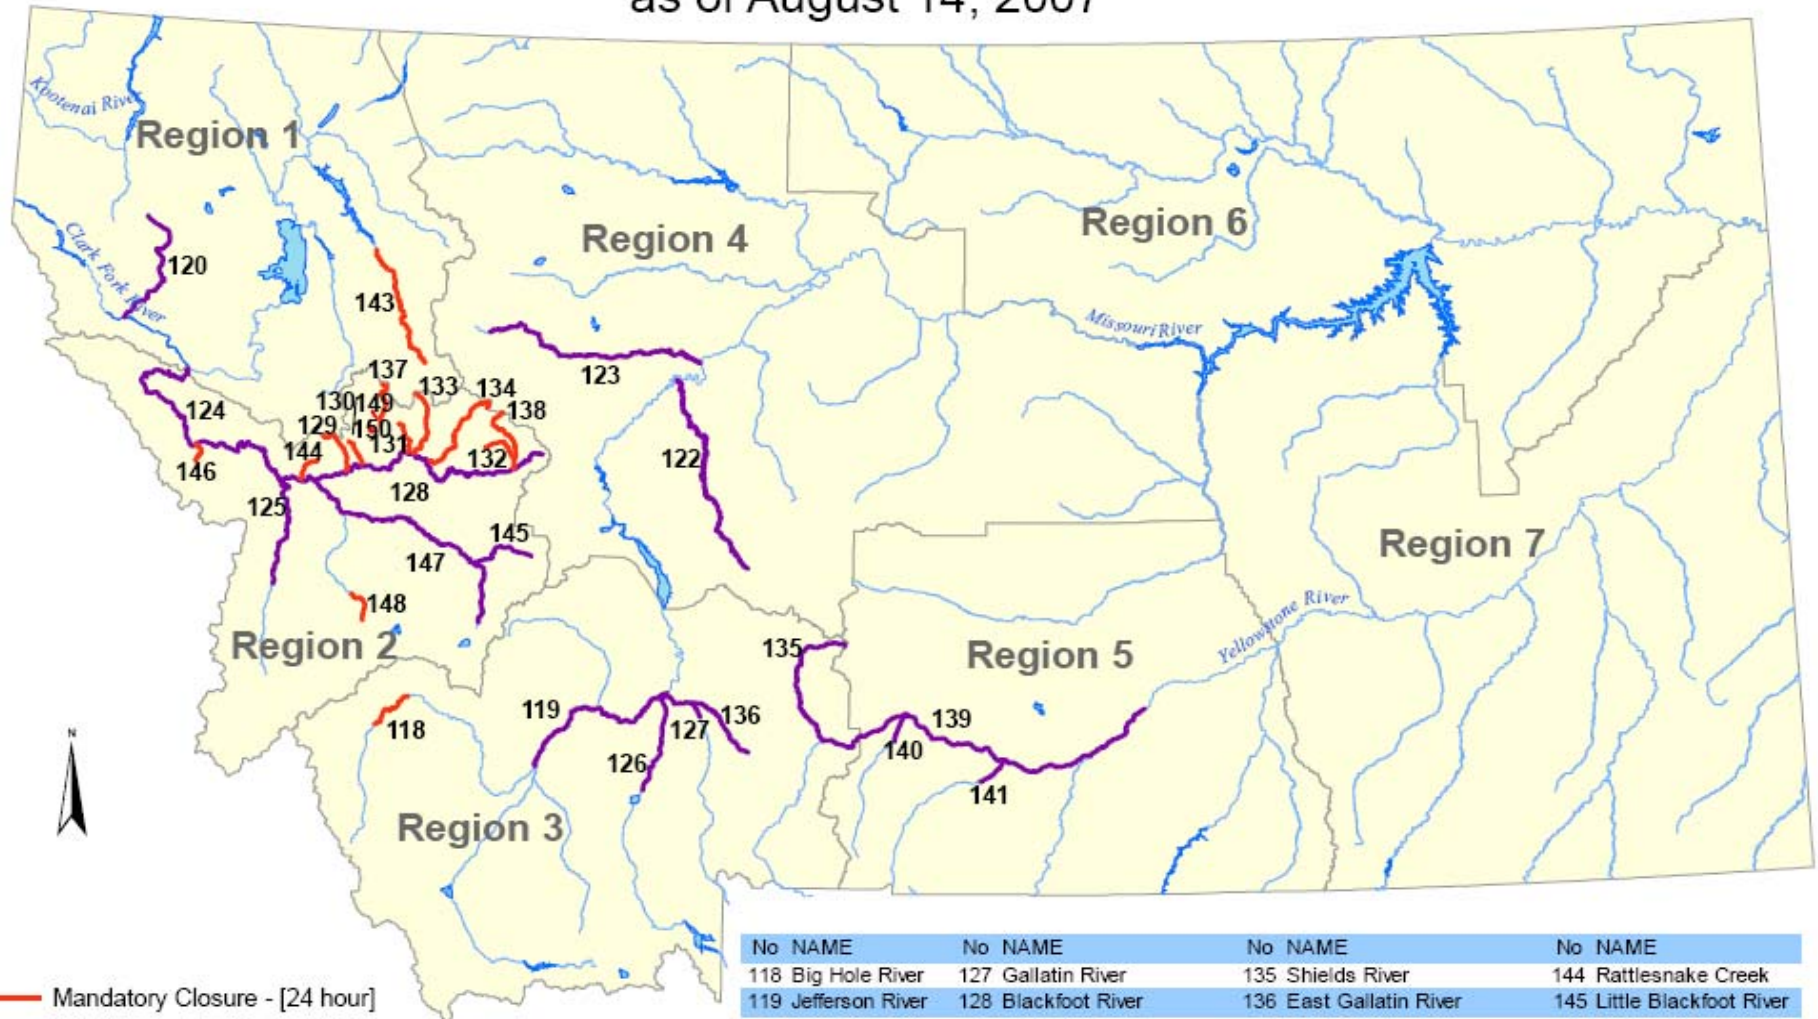 as of August 14, 2007
Kootenai River
Region 1
Region 4
Region 6
Clark Fork River
120
143
Missouri River
123
137
133
134
130
149
138
124
129
150
131
144
132
122
146
128
125
145
147
Region 7
148
Yellowstone River
Region 2
135
Region 5
119
136
139
118
127
140
126
141
Region 3
N
No NAME No NAME No NAME No NAME
118 Big Hole River 127 Gallatin River 135 Shields River 144 Rattlesnake Creek
Mandatory Closure - [24 hour] 119 Jefferson River 128 Blackfoot River 136 East Gallatin River 145 Little Blackfoot River